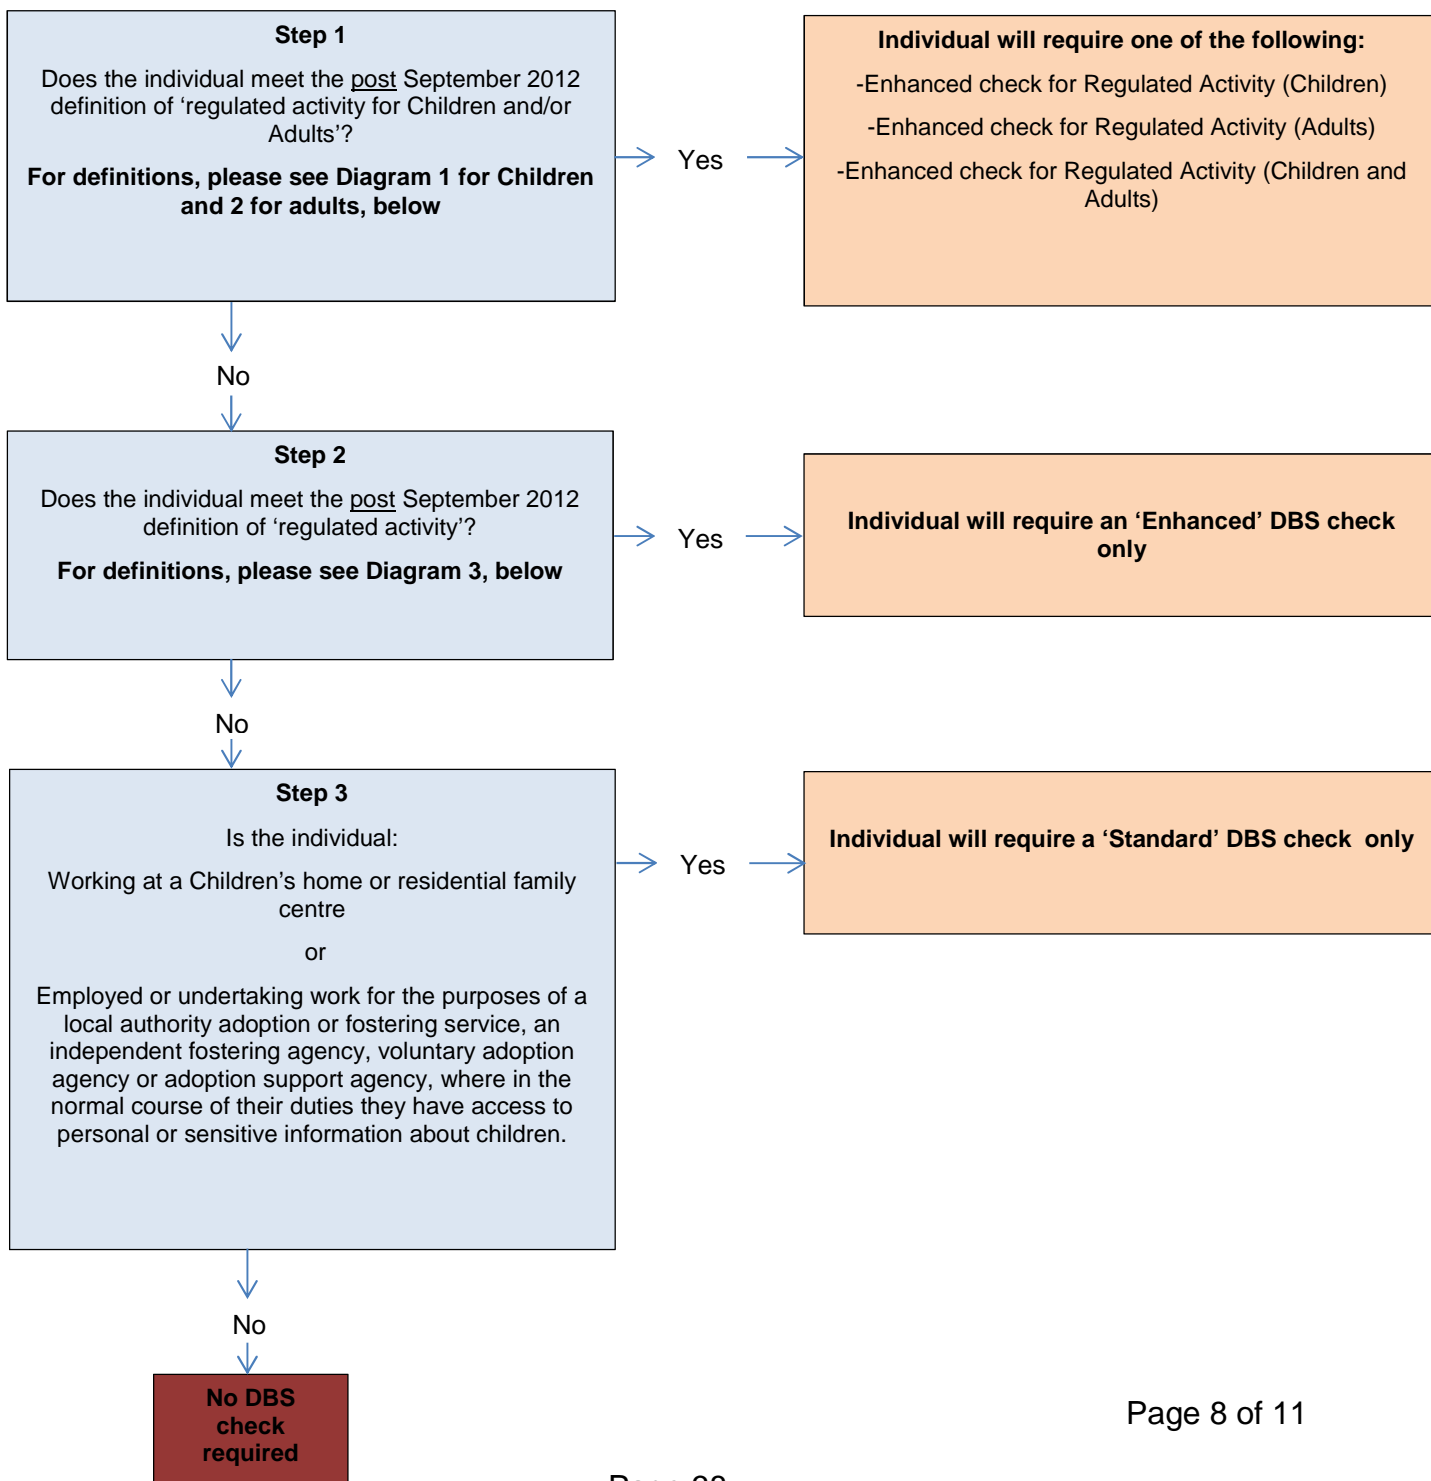 Step 1
Does the individual meet the post September 2012
definition of ‘regulated activity for Children and/or
Adults’?
For definitions, please see Diagram 1 for Children
and 2 for adults, below
Yes
Individual will require one of the following:
-Enhanced check for Regulated Activity (Children)
-Enhanced check for Regulated Activity (Adults)
-Enhanced check for Regulated Activity (Children and
Adults)
No
Step 2
Does the individual meet the post September 2012
definition of ‘regulated activity’?
For definitions, please see Diagram 3, below
Yes
Individual will require an ‘Enhanced’ DBS check
only
No
Step 3
Is the individual:
Working at a Children’s home or residential family
centre
or
Employed or undertaking work for the purposes of a
local authority adoption or fostering service, an
independent fostering agency, voluntary adoption
agency or adoption support agency, where in the
normal course of their duties they have access to
personal or sensitive information about children.
Yes
Individual will require a ‘Standard’ DBS check only
No
No DBS
check
required
Page 8 of 11
Page